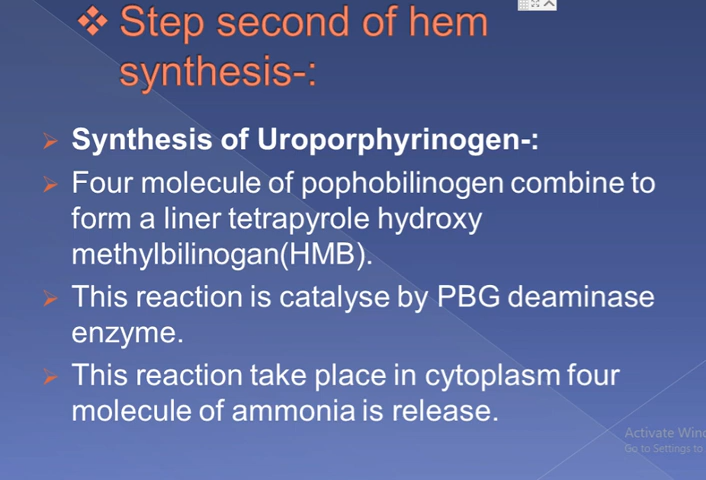 Step second of hem
synthesis-:
Synthesis of Uroporphyrinogen-:
Four molecule of pophobilinogen combine to
form a liner tetrapyrole hydroxy
methylbilinogan(HMB).
This reaction is catalyse by PBG deaminase
enzyme.
This reaction take place in cytoplasm four
molecule of ammonia is release.
Activate Wind
Go to Settings to